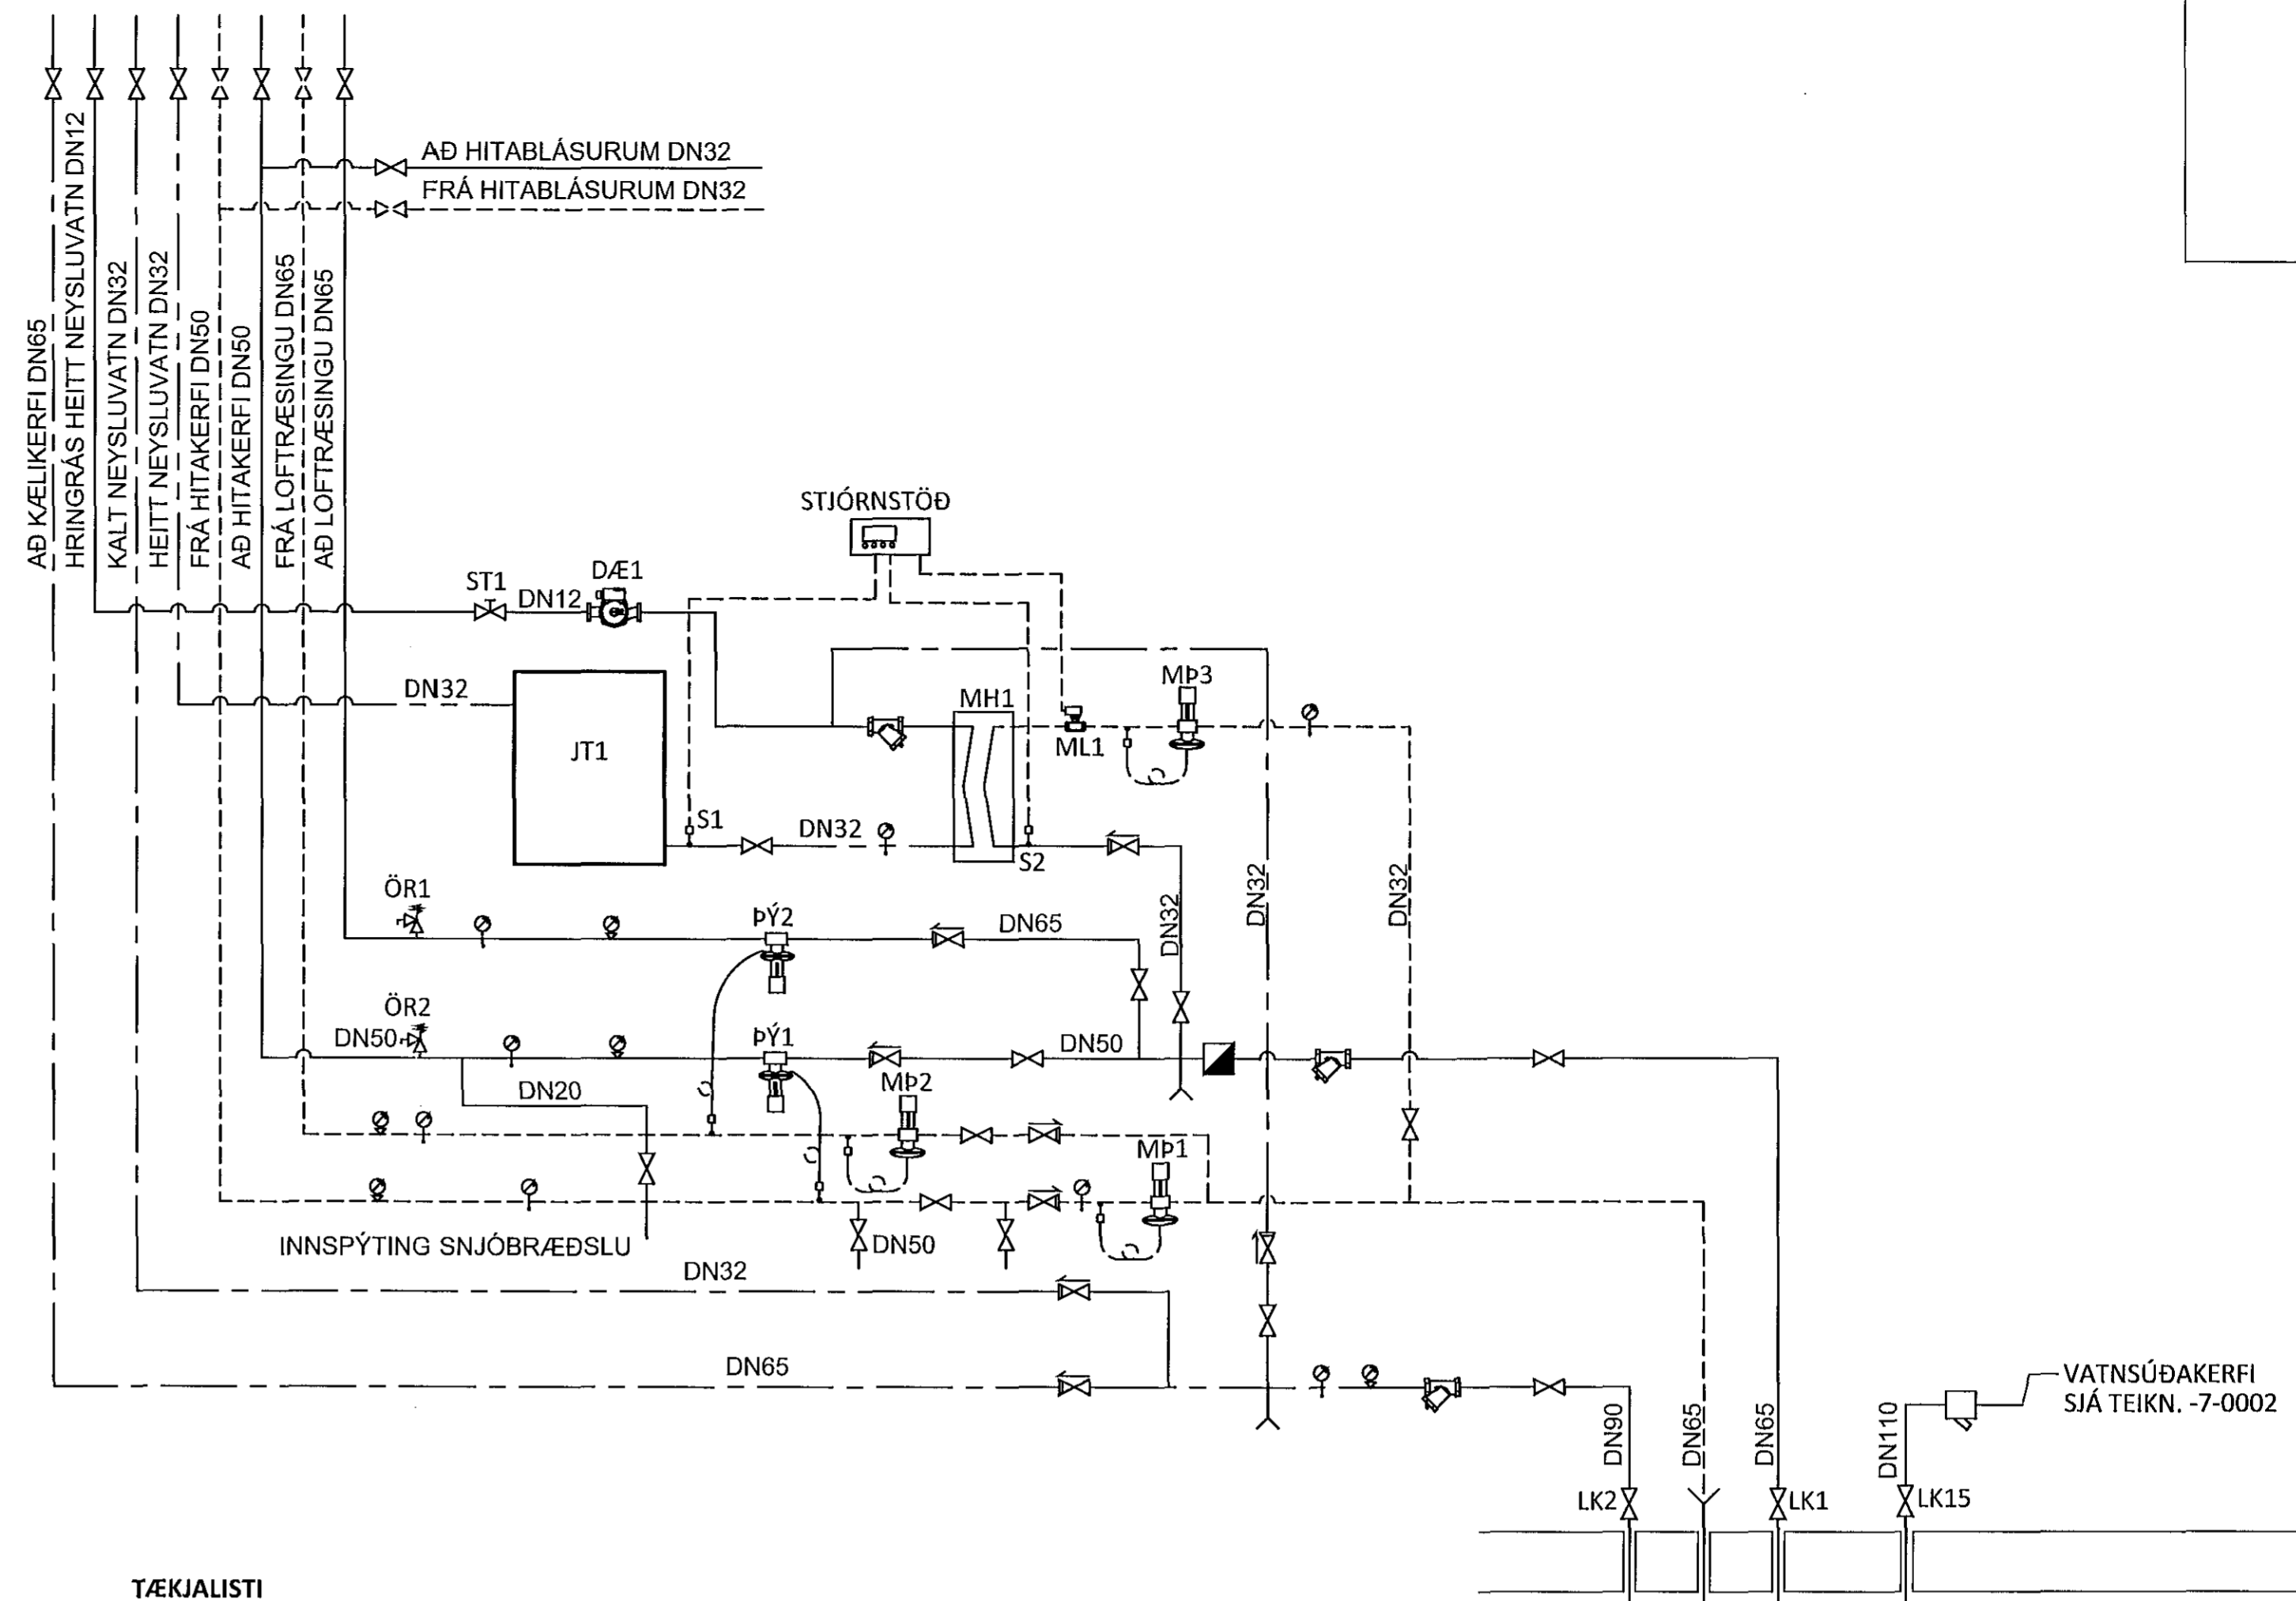 AÐ KÆLIKERFI DN65
HRINGRÁS HEITT NEYSLUVATN DN12
KALT NEYSLUVATN DN32
HEITT NEYSLUVATN DN32
FRÁ HITAKERFI DN50
AÐ HITAKERFI DN50
FRÁ LOFTRÆSINGU DN65
AÐ LOFTRÆSINGU DN65
AÐ HITABLÁSURUM DN32
FRÁ HITABLÁSURUM DN32
STJÓRNSTÖÐ
ST1
DN12
DÆ1
DN32
JT1
MH1
MÞ3
ML1
S1
DN32
S2
ÖR1
ÞÝ2
DN65
DN32
DN32
DN32
ÖR2
DN50
ÞÝ1
DN50
MÞ2
DN20
MÞ1
INNSPÝTING SNJÓBRÆÐSLU
DN50
DN32
DN65
VATNSÚÐAKERFI
SJÁ TEIKN. -7-0002
DN90
DN65
DN65
DN110
LK2
LK1
LK15
TÆKJALISTI